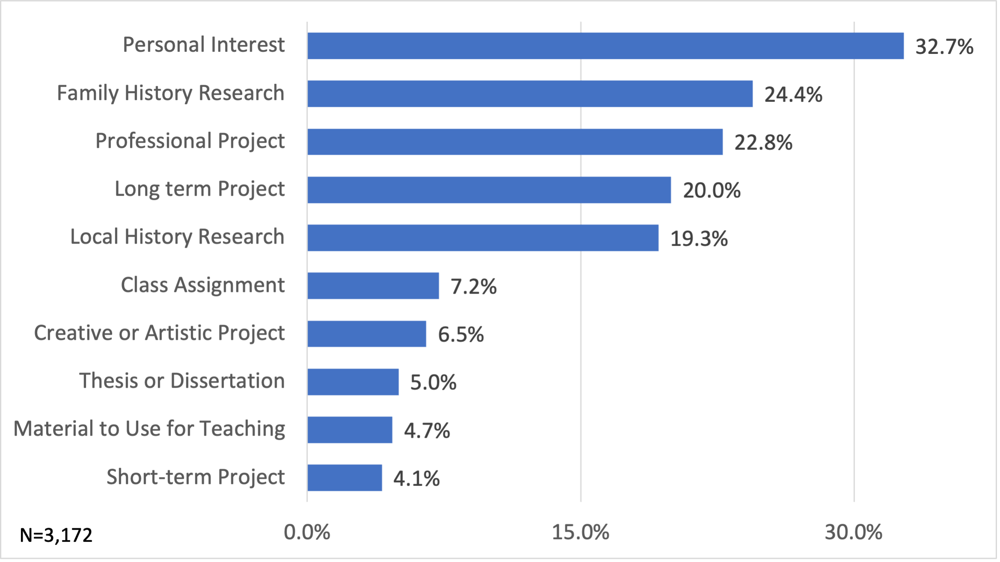 Personal Interest 32.7%
Family History Research 24.4%
Professional Project 22.8%
Long term Project 20.0%
Local History Research 19.3%
Class Assignment 7.2%
Creative or Artistic Project 6.5%
Thesis or Dissertation 5.0%
Material to Use for Teaching 4.7%
Short-term Project 4.1%
0.0% 15.0% 30.0%
N=3,172